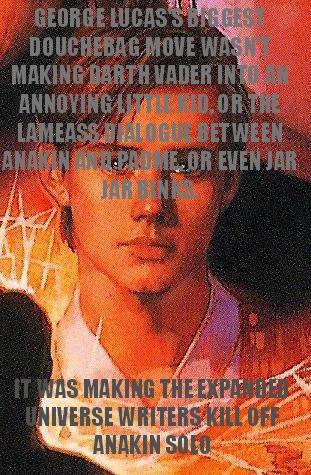 GEORGE LUCAS'S BIGGEST
DOUCHEBAG MOVE WASN'T
MAKING DARTH VADER INTO AN
ANNOYING LITTLE KID, OR THE
LAMEASS DIALOGUE BETWEEN
ANAKIN AND PADME, OR EVEN JAR
JAR BINKS.
IT WAS MAKING THE EXPANDED
UNIVERSE WRITERS KILL OFF
ANAKIN SOLO